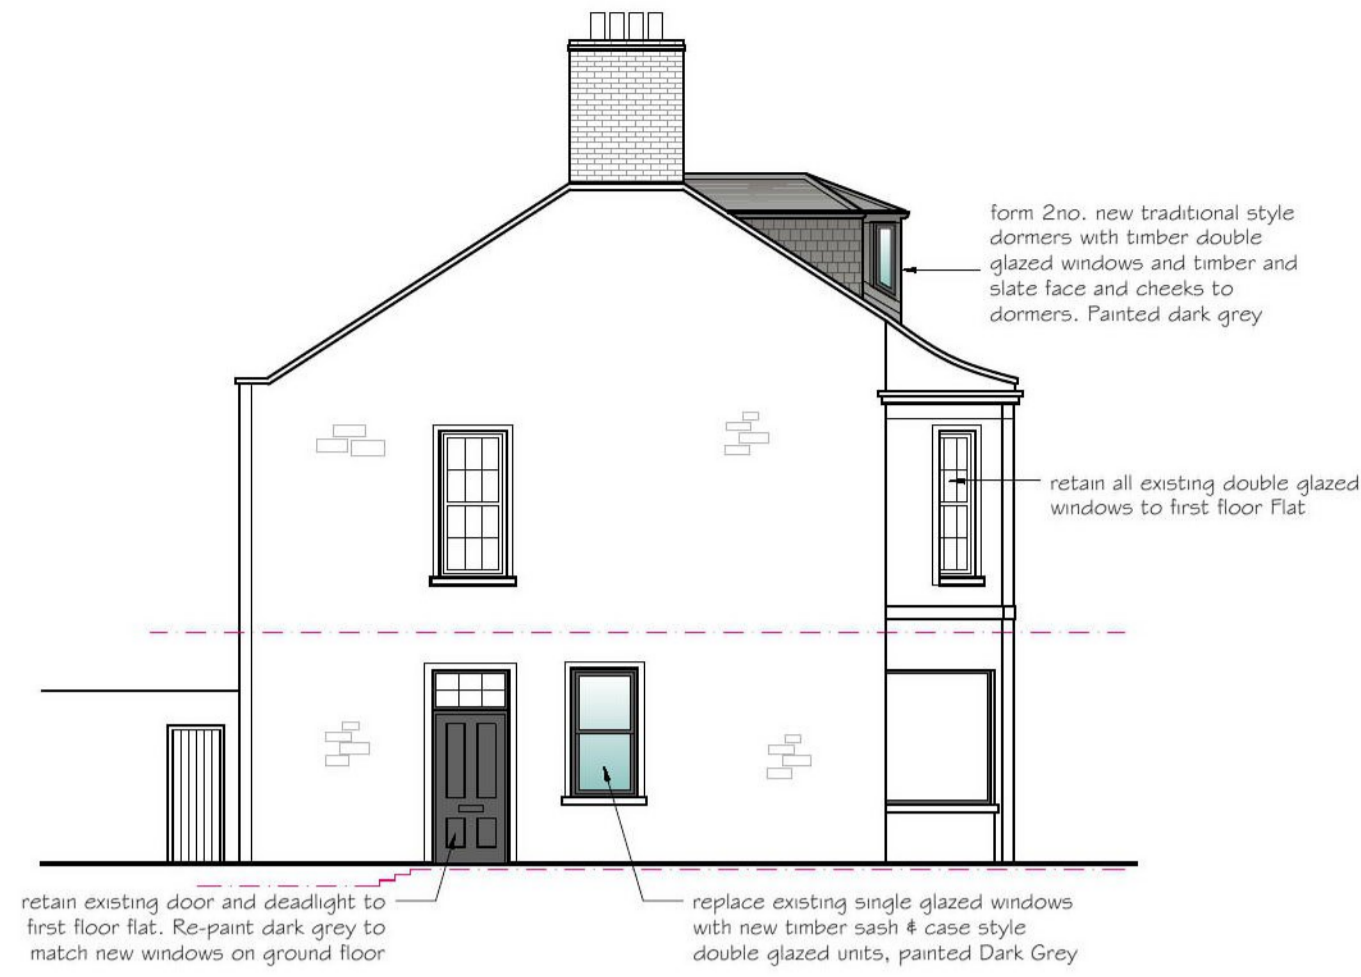 form 2no. new traditional style
dormers with timber double
glazed windows and timber and
slate face and cheeks to
dormers. Painted dark grey
retain all existing double glazed
windows to first floor Flat
retain existing door and deadlight to
first floor flat. Re-paint dark grey to
match new windows on ground floor
replace existing single glazed windows
with new timber sash & case style
double glazed units, painted Dark Grey